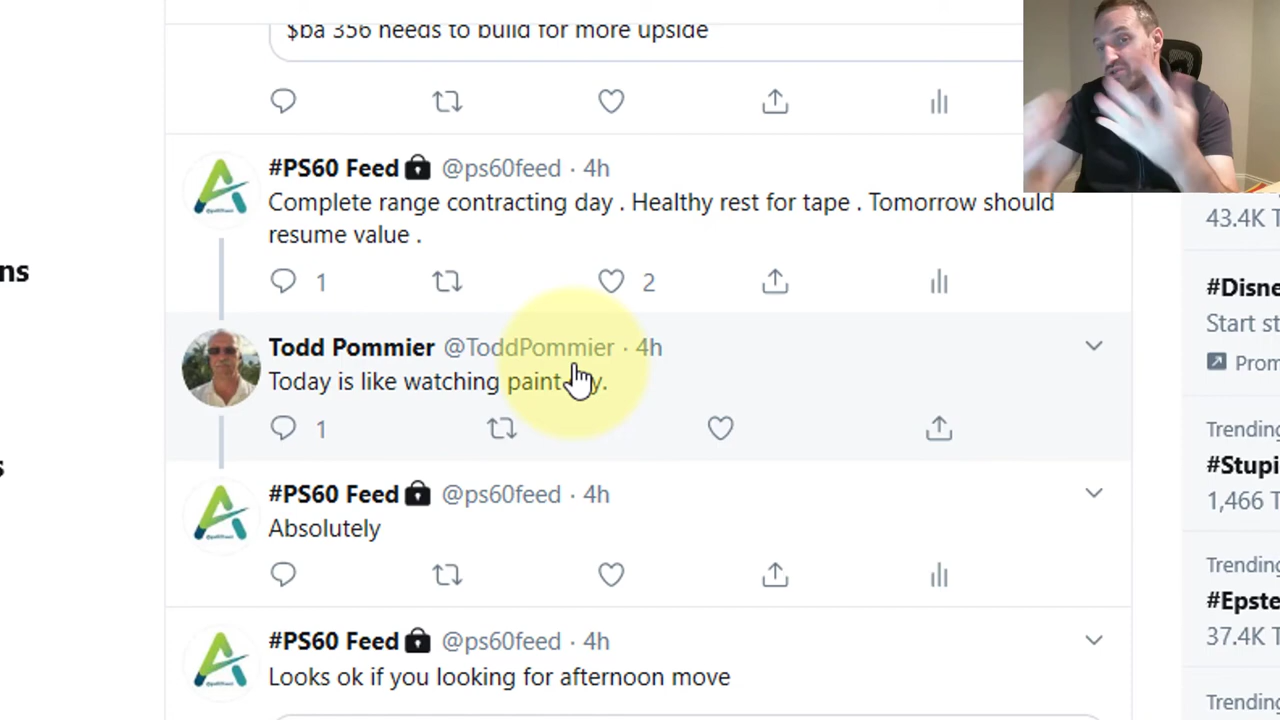 $ba 356 needs to build for more upside
#PS60 Feed @ps60feed · 4h
Complete range contracting day . Healthy rest for tape . Tomorrow should
resume value .
1 2
Todd Pommier @ToddPommier · 4h
Today is like watching paint
1
#PS60 Feed @ps60feed · 4h
Absolutely
#PS60 Feed @ps60feed · 4h
Looks ok if you looking for afternoon move
ns
s
43.4K T
#Disne
Start st
Prom
Trending
#Stupi
1,466 T
Trending
#Epste
37.4K T
Trending